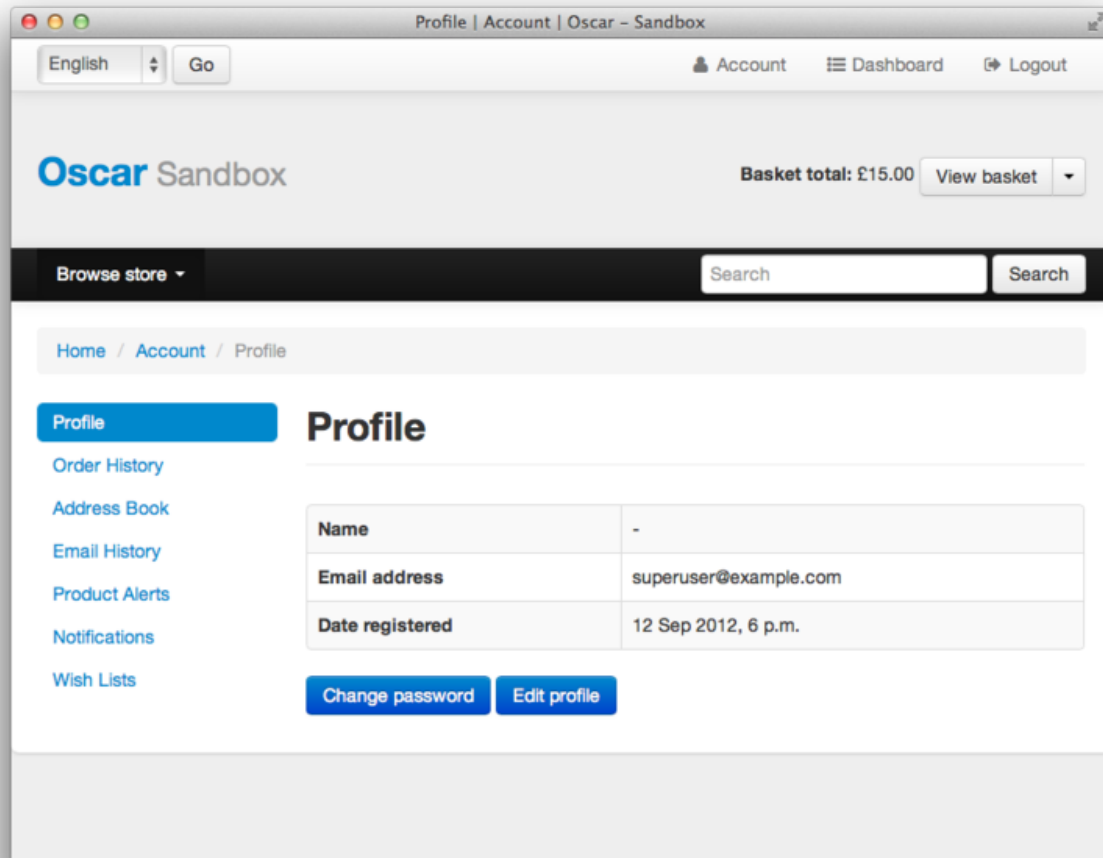 Profile | Account | Oscar – Sandbox
English Go Account Dashboard Logout
Oscar Sandbox
Basket total: £15.00 View basket
Browse store Search Search
Home / Account / Profile
Profile
Order History
Address Book
Email History
Product Alerts
Notifications
Wish Lists
Profile
Name -
Email address superuser@example.com
Date registered 12 Sep 2012, 6 p.m.
Change password Edit profile